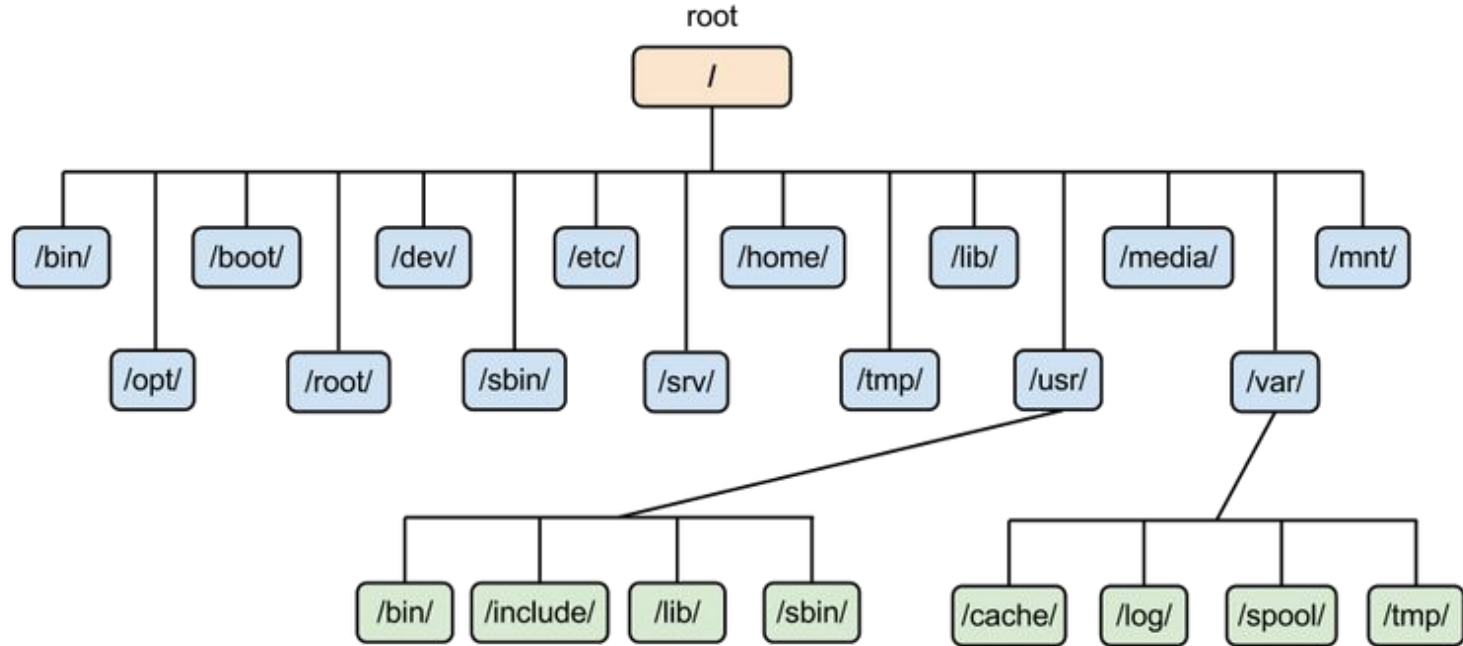 root
/
/bin/ /boot/ /dev/ /etc/ /home/ /lib/ /media/ /mnt/
/opt/ /root/ /sbin/ /srv/ /tmp/ /usr/ /var/
/bin/ /include/ /lib/ /sbin/ /cache/ /log/ /spool/ /tmp/